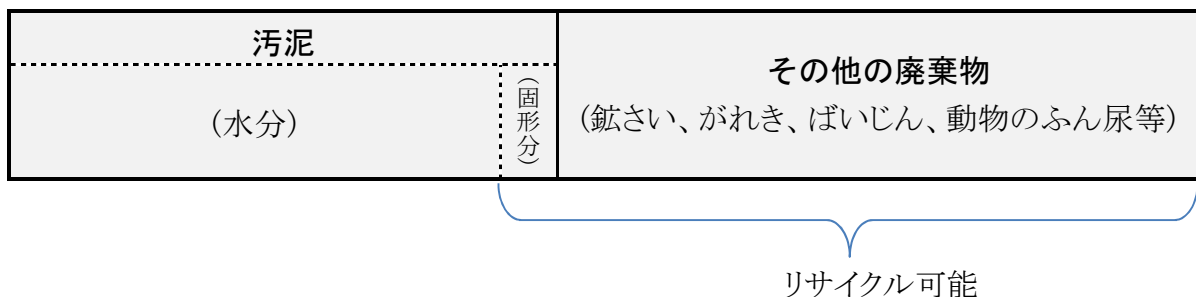 汚泥
(水分)
(固形分)
その他の廃棄物
(鉱さい、がれき、ばいじん、動物のふん尿等)
リサイクル可能